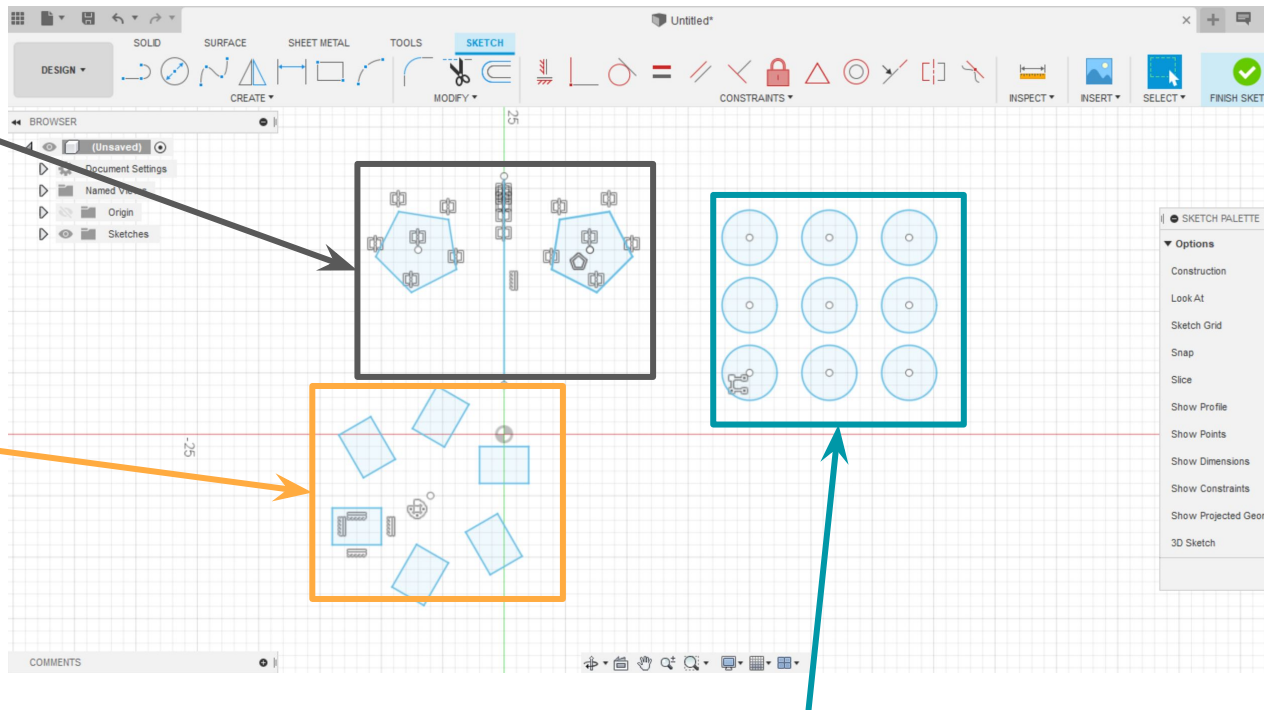 Untitled*
SOLID SURFACE SHEET METAL TOOLS SKETCH
DESIGN
CREATE MODIFY CONSTRAINTS INSPECT INSERT SELECT FINISH SKET
BROWSER
25
(Unsaved)
Document Settings
Named Views
Origin
Sketches
SKETCH PALETTE
Options
Construction
Look At
Sketch Grid
Snap
Slice
Show Profile
Show Points
-25
Show Dimensions
Show Constraints
Show Projected Geor
3D Sketch
COMMENTS